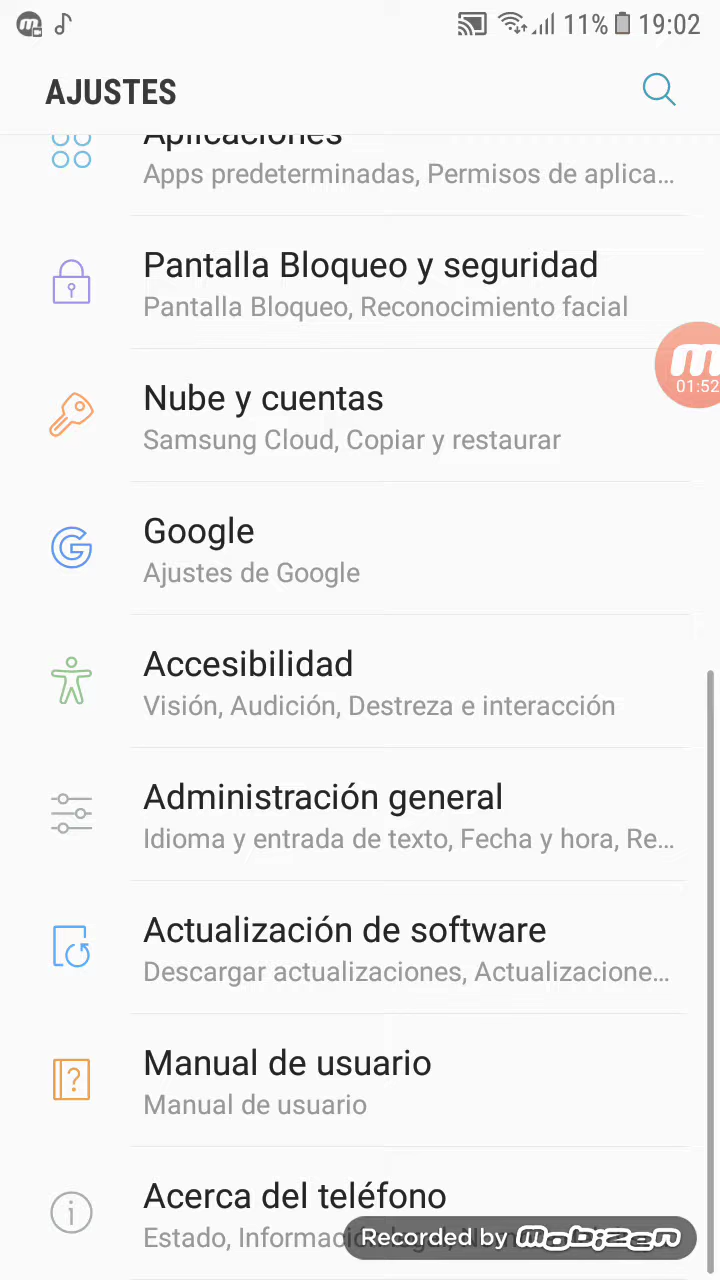 11% 19:02
AJUSTES
Aplicaciones
Apps predeterminadas, Permisos de aplica...
Pantalla Bloqueo y seguridad
Pantalla Bloqueo, Reconocimiento facial
01:52
Nube y cuentas
Samsung Cloud, Copiar y restaurar
Google
Ajustes de Google
Accesibilidad
Visión, Audición, Destreza e interacción
Administración general
Idioma y entrada de texto, Fecha y hora, Re...
Actualización de software
Descargar actualizaciones, Actualizacione...
Manual de usuario
Manual de usuario
Acerca del teléfono
Estado,
Recorded by mobizen